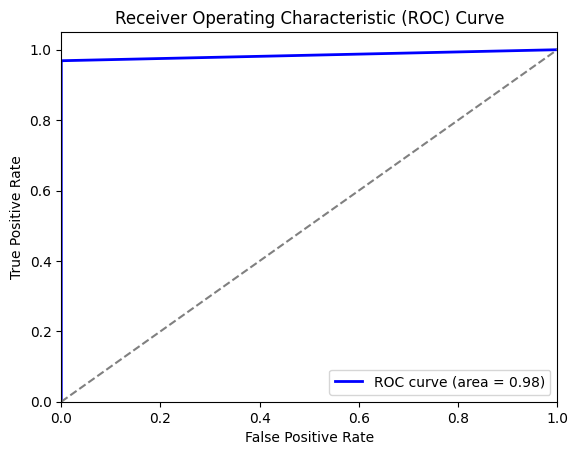 Receiver Operating Characteristic (ROC) Curve
1.0
0.8
0.6
0.4
0.2
0.0
True Positive Rate
ROC curve (area = 0.98)
0.0 0.2 0.4 0.6 0.8 1.0
False Positive Rate